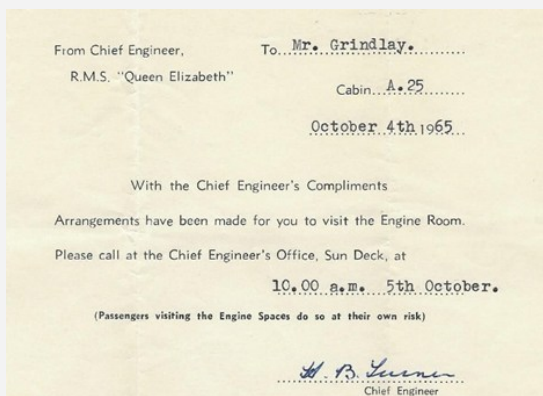 From Chief Engineer, To...Mr. Grindlay.
R.M.S. "Queen Elizabeth"
Cabin...A.25
October 4th 1965
With the Chief Engineer's Compliments
Arrangements have been made for you to visit the Engine Room.
Please call at the Chief Engineer's Office, Sun Deck, at
10.00 a.m. 5th October.
(Passengers visiting the Engine Spaces do so at their own risk)
H. B. Turner
Chief Engineer